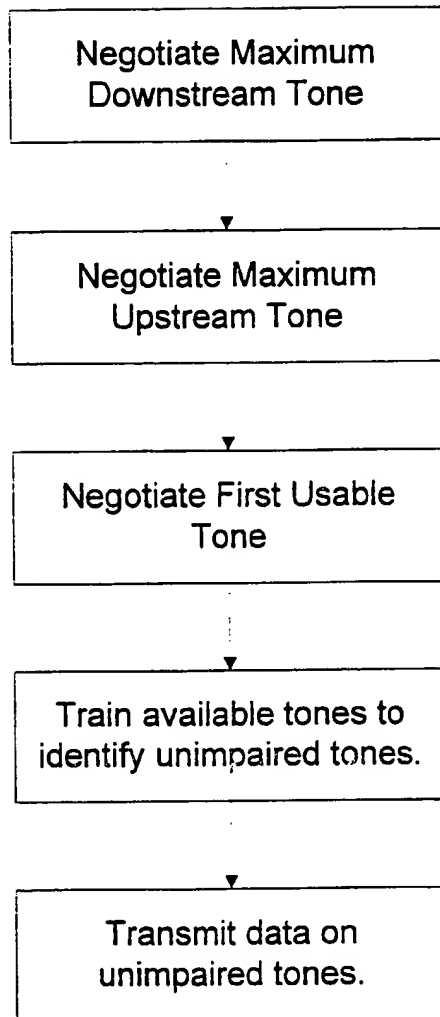 Negotiate Maximum
Downstream Tone
Negotiate Maximum
Upstream Tone
Negotiate First Usable
Tone
Train available tones to
identify unimpaired tones.
Transmit data on
unimpaired tones.